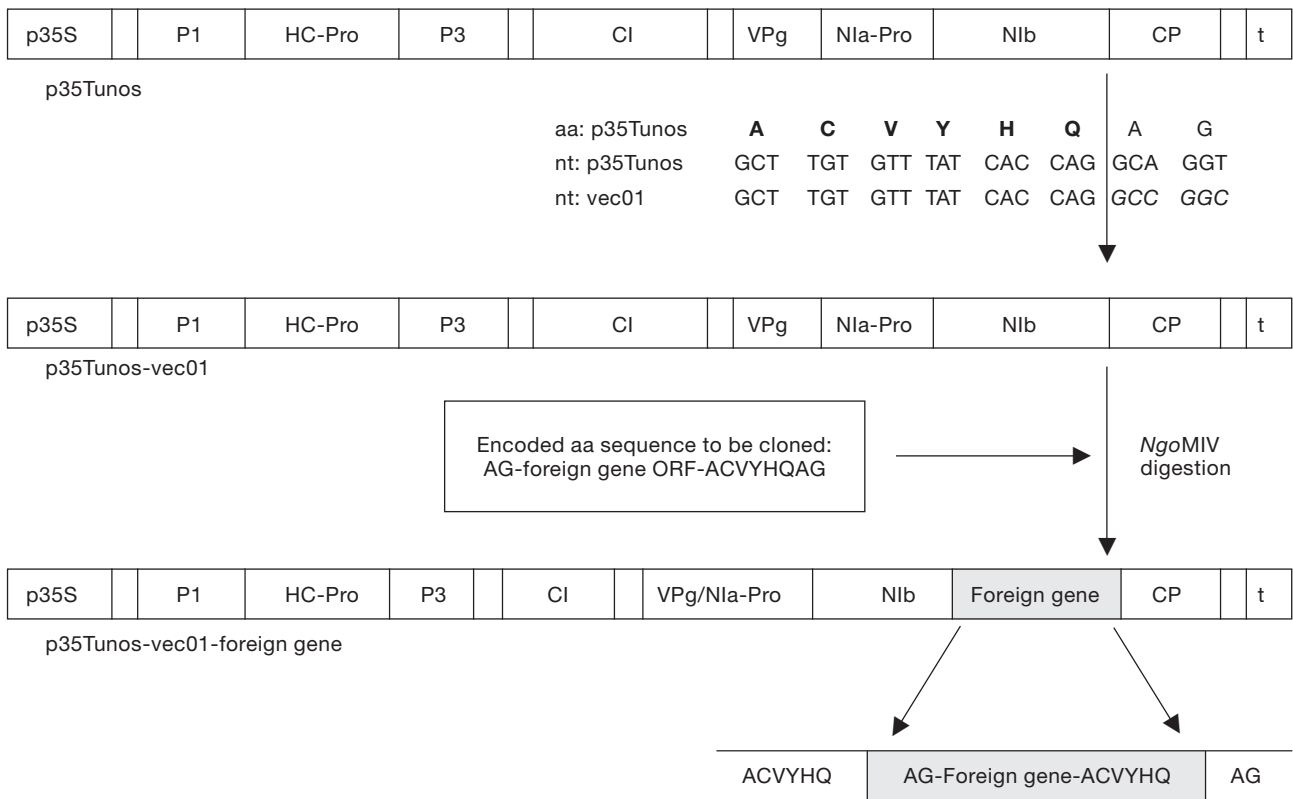 p35S P1 HC-Pro P3 CI VPg NIa-Pro NIb CP t
p35Tunos
aa: p35Tunos A C V Y H Q A G
nt: p35Tunos GCT TGT GTT TAT CAC CAG GCA GGT
nt: vec01 GCT TGT GTT TAT CAC CAG GCC GGC
p35S P1 HC-Pro P3 CI VPg NIa-Pro NIb CP t
p35Tunos-vec01
Encoded aa sequence to be cloned:
AG-foreign gene ORF-ACVYHQAG
NgoMIV
digestion
p35S P1 HC-Pro P3 CI VPg/NIa-Pro NIb Foreign gene CP t
p35Tunos-vec01-foreign gene
ACVYHQ AG-Foreign gene-ACVYHQ AG